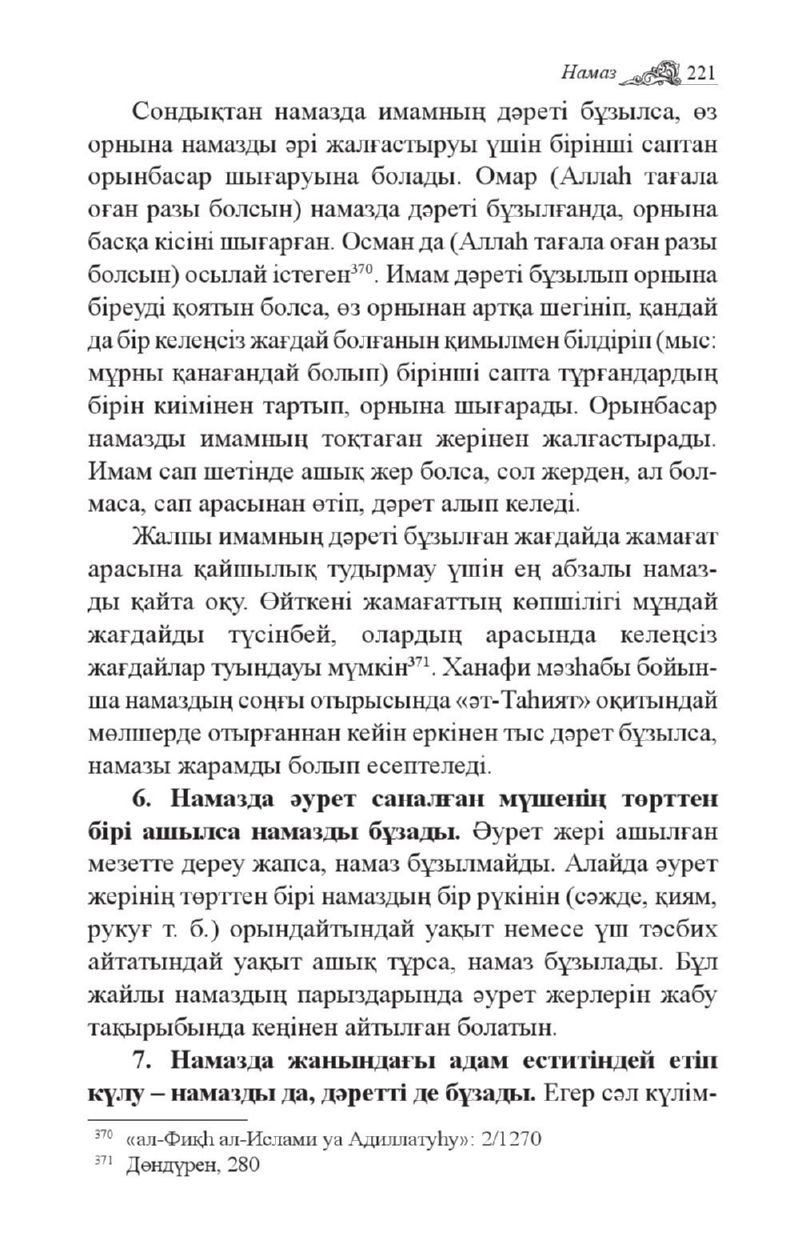 Намаз 221
Сондықтан намазда имамның дәреті бұзылса, өз
орнына намазды әрі жалғастыруы үшін бірінші саптан
орынбасар шығаруына болады. Омар (Аллаһ тағала
оған разы болсын) намазда дәреті бұзылғанда, орнына
басқа кісіні шығарған. Осман да (Аллаһ тағала оған разы
болсын) осылай істеген³⁷⁰. Имам дәреті бұзылып орнына
біреуді қоятын болса, өз орнынан артқа шегініп, қандай
да бір келеңсіз жағдай болғанын қимылмен білдіріп (мыс:
мұрны қанағандай болып) бірінші сапта тұрғандардың
бірін киімінен тартып, орнына шығарады. Орынбасар
намазды имамның тоқтаған жерінен жалғастырады.
Имам сап шетінде ашық жер болса, сол жерден, ал бол-
маса, сап арасынан өтіп, дәрет алып келеді.
Жалпы имамның дәреті бұзылған жағдайда жамағат
арасына қайшылық тудырмау үшін ең абзалы намаз-
ды қайта оқу. Өйткені жамағаттың көпшілігі мұндай
жағдайды түсінбей, олардың арасында келеңсіз
жағдайлар туындауы мүмкін³⁷¹. Ханафи мәзһабы бойын-
ша намаздың соңғы отырысында «әт-Таһият» оқитындай
мөлшерде отырғаннан кейін еркінен тыс дәрет бұзылса,
намазы жарамды болып есептеледі.
6. Намазда әурет саналған мүшенің төрттен
бірі ашылса намазды бұзады. Әурет жері ашылған
мезетте дереу жапса, намаз бұзылмайды. Алайда әурет
жерінің төрттен бірі намаздың бір рүкінін (сәжде, қиям,
рукуғ т. б.) орындайтындай уақыт немесе үш тәсбих
айтатындай уақыт ашық тұрса, намаз бұзылады. Бұл
жайлы намаздың парыздарында әурет жерлерін жабу
тақырыбында кеңінен айтылған болатын.
7. Намазда жанындағы адам еститіндей етіп
күлу – намазды да, дәретті де бұзады. Егер сәл күлім-
³⁷⁰ «ал-Фиқһ ал-Ислами уа Адиллатуһу»: 2/1270
³⁷¹ Дөндүрен, 280